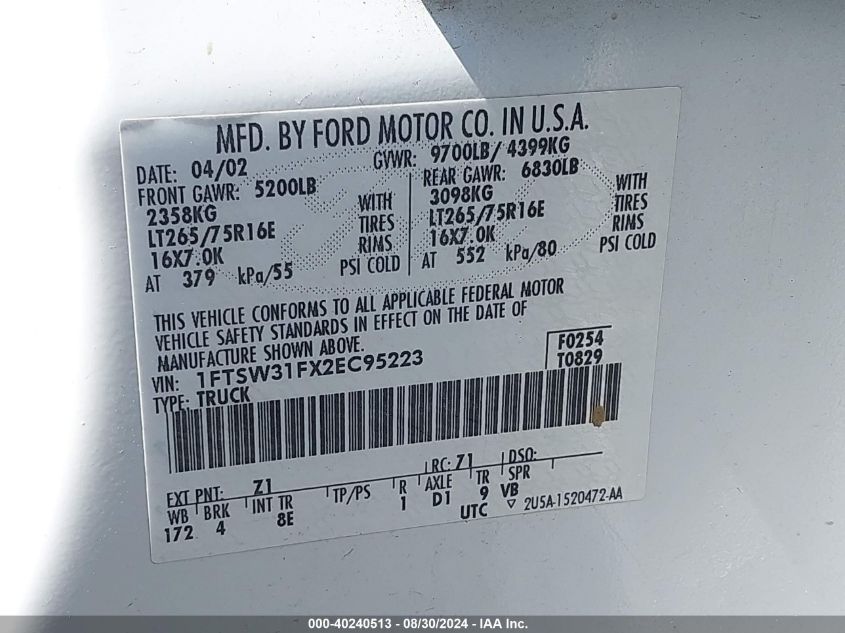 MFD. BY FORD MOTOR CO. IN U.S.A.
DATE: 04/02 GVWR: 9700LB/ 4399KG
FRONT GAWR: 5200LB REAR GAWR: 6830LB
2358KG WITH 3098KG WITH
LT265/75R16E TIRES LT265/75R16E TIRES
16X7.0K RIMS 16X7.0K RIMS
AT 379 kPa/55 PSI COLD AT 552 kPa/80 PSI COLD
THIS VEHICLE CONFORMS TO ALL APPLICABLE FEDERAL MOTOR
VEHICLE SAFETY STANDARDS IN EFFECT ON THE DATE OF
MANUFACTURE SHOWN ABOVE.
VIN: 1FTSW31FX2EC95223 F0254
TYPE: TRUCK T0829
EXT PNT: Z1 RC: 71 DSO:
WB BRK INT TR TP/PS R AXLE TR SPR
172 4 8E 1 D1 9 VB
UTC ▽ 2U5A-1520472-AA
000-40240513 - 08/30/2024 - IAA Inc.